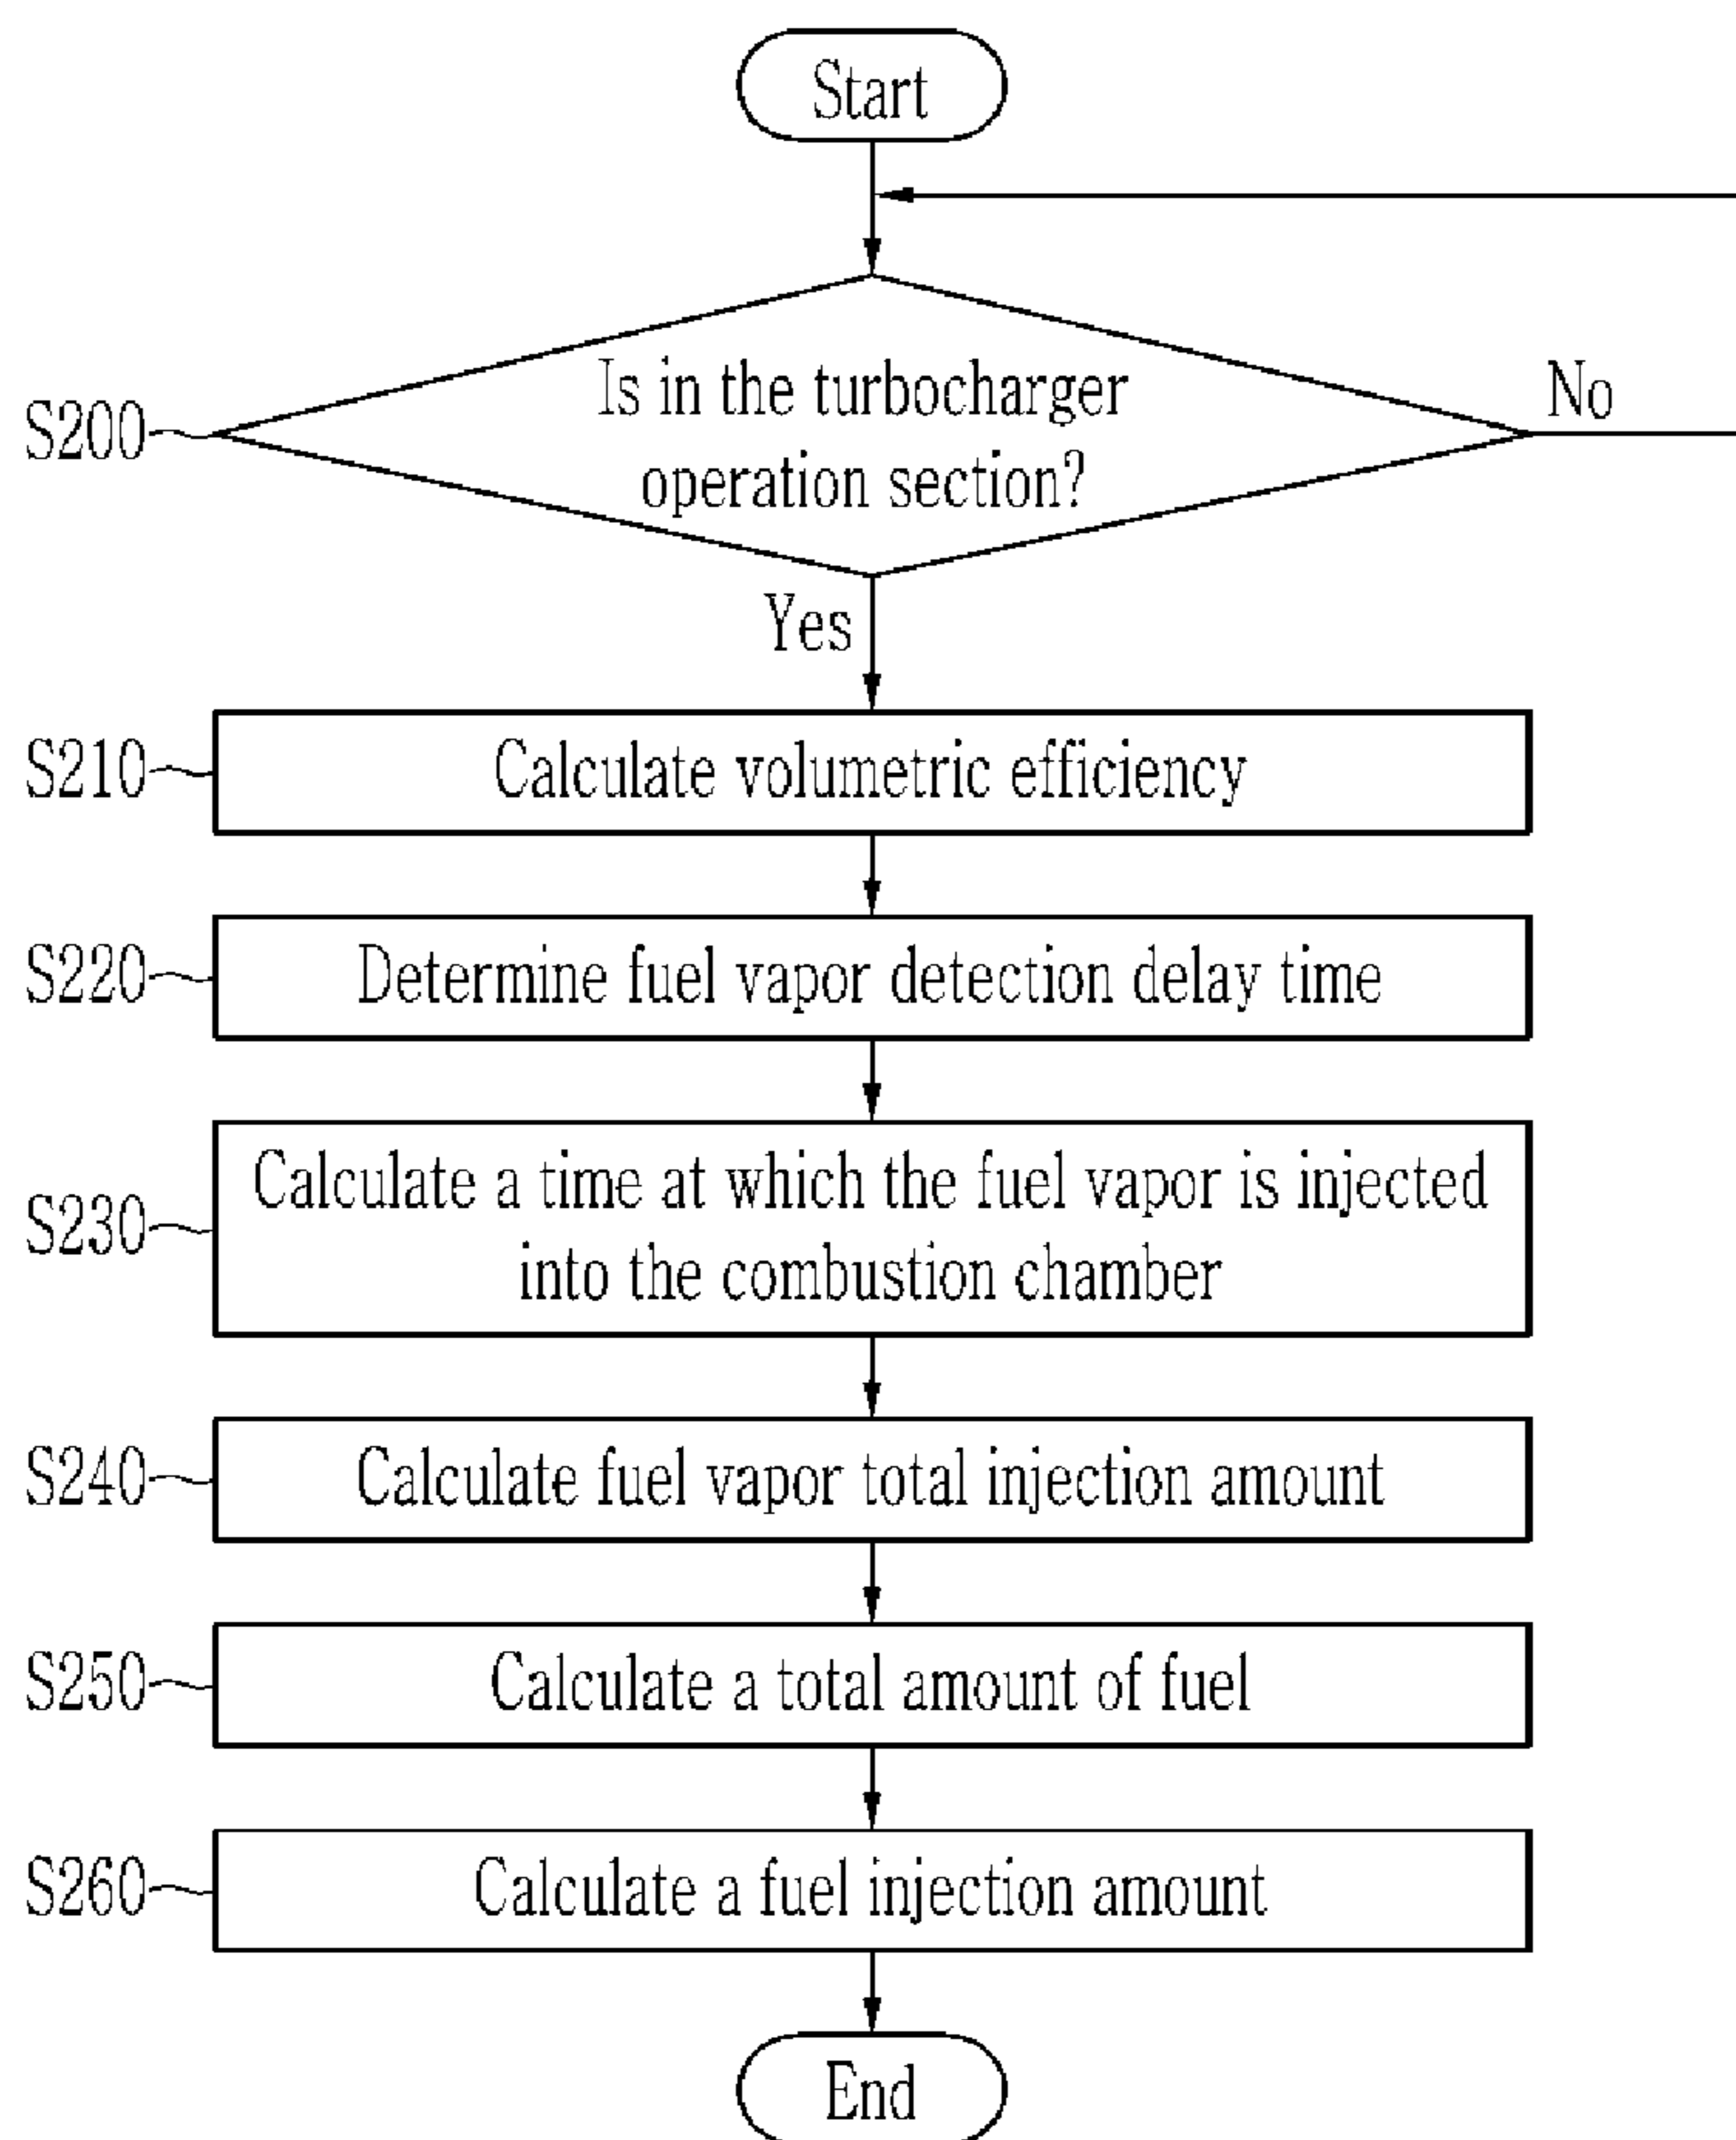 Start
Is in the turbocharger
operation section?
No
S200
Yes
S210
Calculate volumetric efficiency
S220
Determine fuel vapor detection delay time
S230
Calculate a time at which the fuel vapor is injected
into the combustion chamber
S240
Calculate fuel vapor total injection amount
S250
Calculate a total amount of fuel
S260
Calculate a fuel injection amount
End